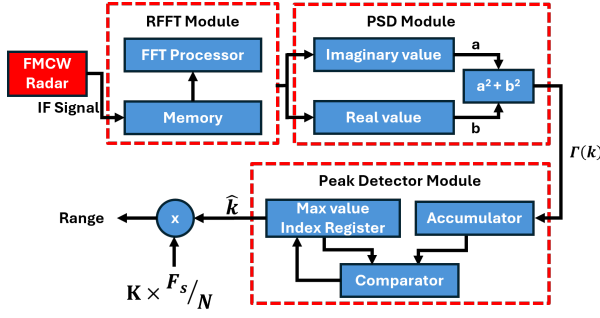 RFFT Module
PSD Module
FMCW
Radar
FFT Processor
Imaginary value
a
a² + b²
IF Signal
Memory
Real value
b
Γ(k)
Peak Detector Module
Range
x
k̂
Max value
Index Register
Accumulator
Comparator
K × Fₛ/N